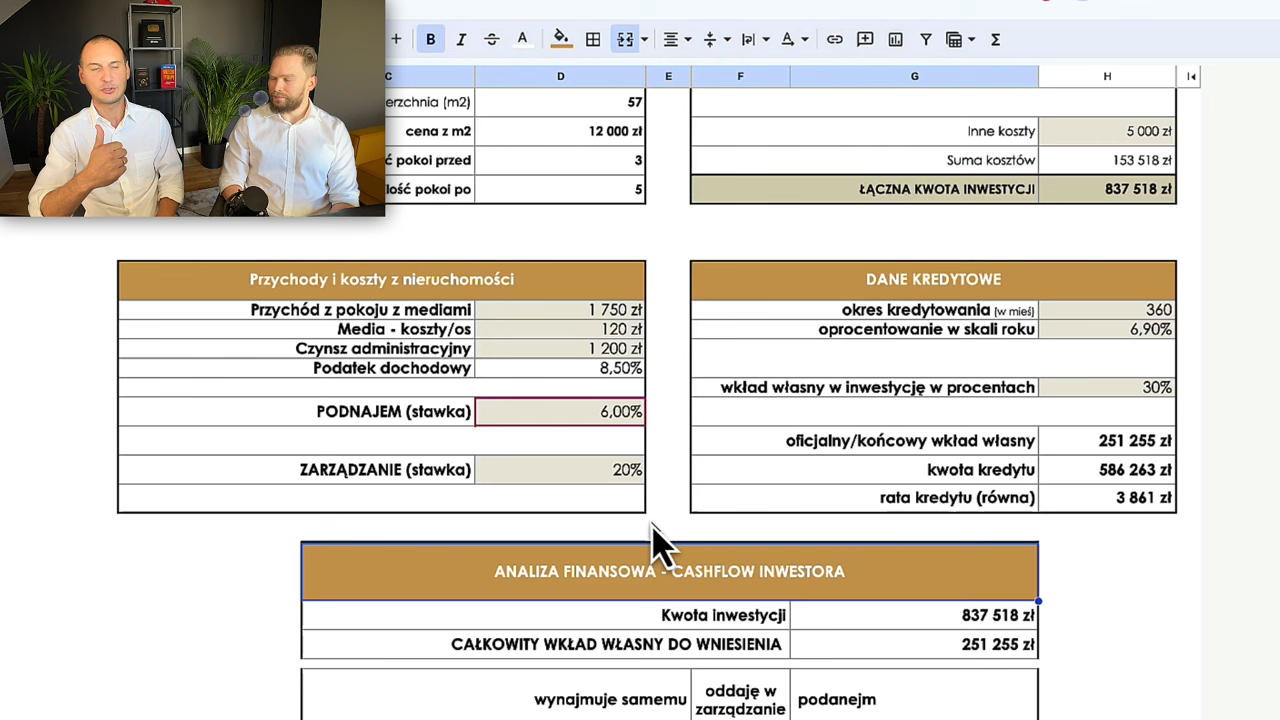 B I A Σ
C D E F G H
erzchnia (m2) 57
cena z m2 12 000 zł
ć pokoi przed 3
lość pokoi po 5
Inne koszty 5 000 zł
Suma kosztów 153 518 zł
ŁĄCZNA KWOTA INWESTYCJI 837 518 zł
Przychody i koszty z nieruchomości
Przychód z pokoju z mediami 1 750 zł
Media - koszty/os 120 zł
Czynsz administracyjny 1 200 zł
Podatek dochodowy 8,50%
PODNAJEM (stawka) 6,00%
ZARZĄDZANIE (stawka) 20%
DANE KREDYTOWE
okres kredytowania (w mieś) 360
oprocentowanie w skali roku 6,90%
wkład własny w inwestycję w procentach 30%
oficjalny/końcowy wkład własny 251 255 zł
kwota kredytu 586 263 zł
rata kredytu (równa) 3 861 zł
ANALIZA FINANSOWA - CASHFLOW INWESTORA
Kwota inwestycji 837 518 zł
CAŁKOWITY WKŁAD WŁASNY DO WNIESIENIA 251 255 zł
wynajmuje samemu oddaję w zarządzanie podanejm